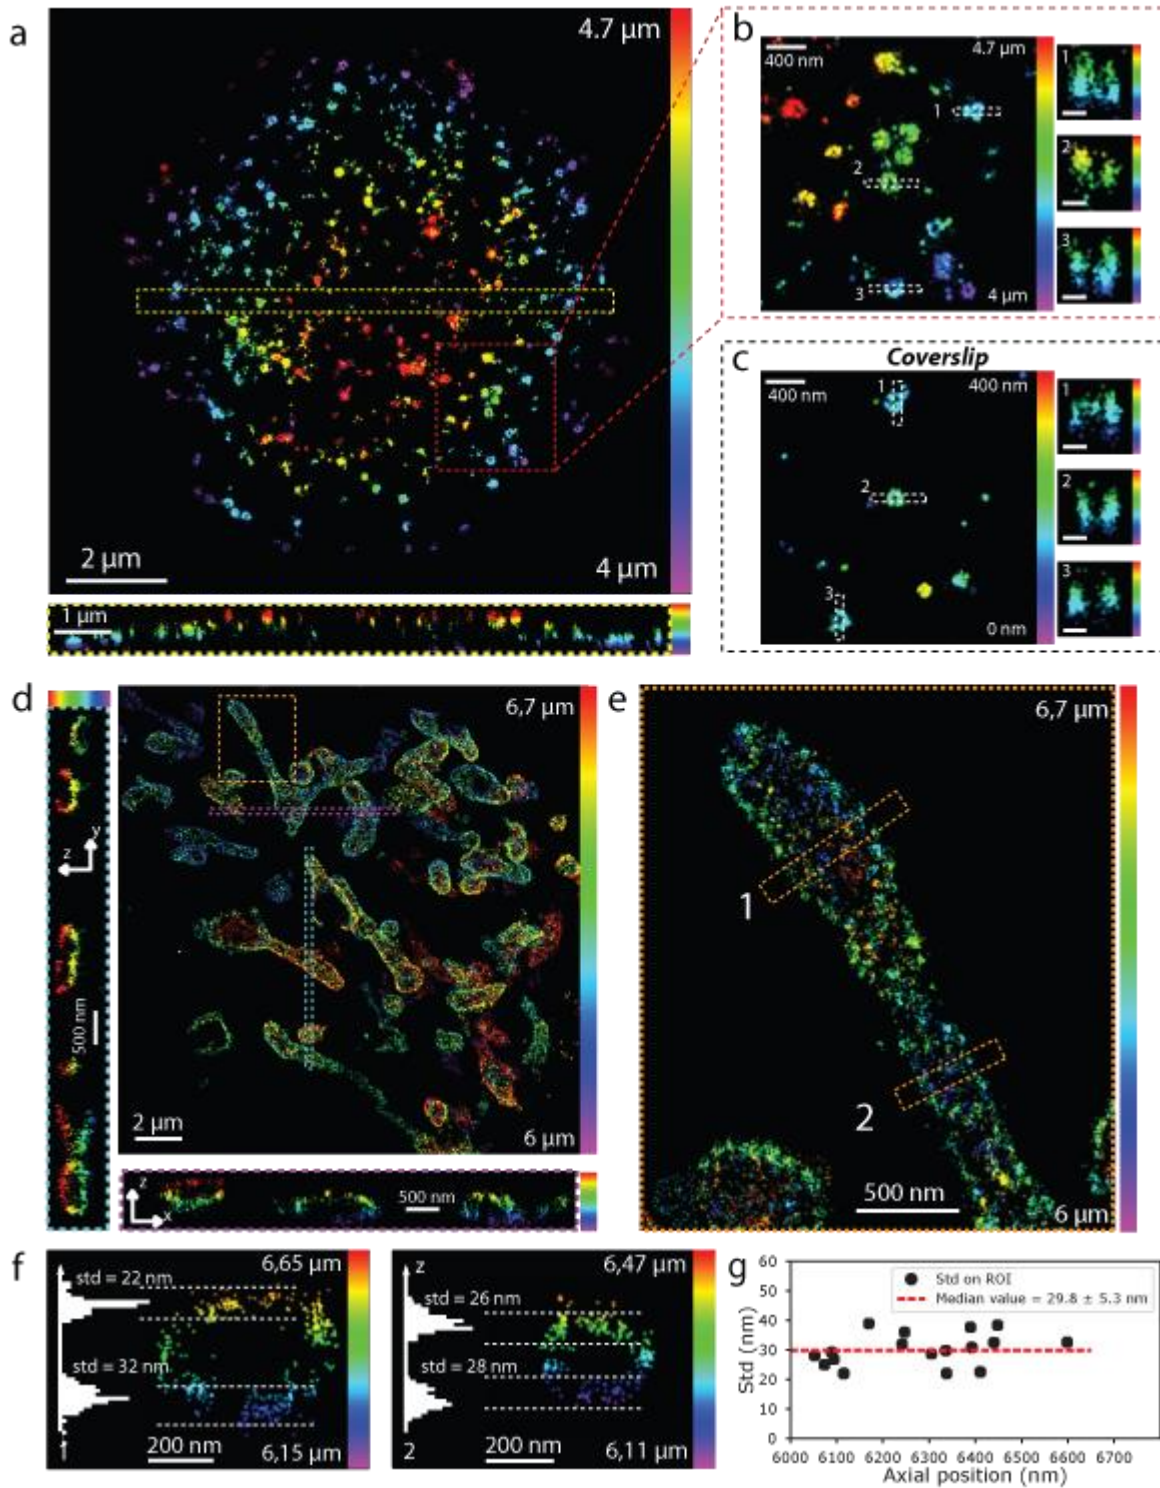 a
4.7 µm
2 µm
4 µm
1 µm
b
400 nm
4.7 µm
1
2
3
4 µm
1
2
3
c
Coverslip
400 nm
400 nm
1
2
3
0 nm
1
2
3
d
6,7 µm
y
z
500 nm
2 µm
6 µm
z
x
500 nm
e
6,7 µm
1
2
500 nm
6 µm
f
std = 22 nm
6,65 µm
std = 32 nm
1
200 nm
6,15 µm
z
std = 26 nm
6,47 µm
std = 28 nm
2
200 nm
6,11 µm
g
Std on ROI
Median value = 29.8 ± 5.3 nm
Std (nm)
60
50
40
30
20
10
0
6000 6100 6200 6300 6400 6500 6600 6700
Axial position (nm)